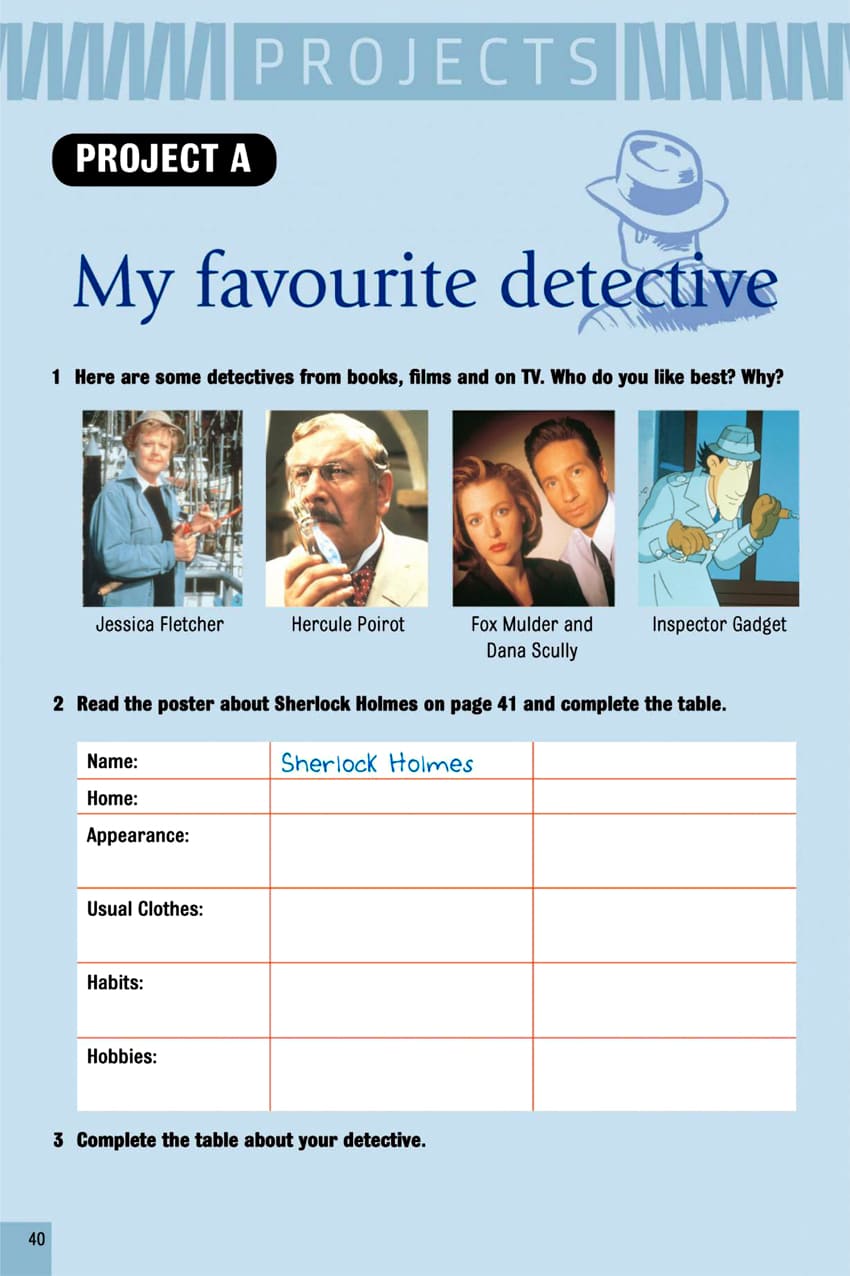 PROJECTS
PROJECT A
My favourite detective
1 Here are some detectives from books, films and on TV. Who do you like best? Why?
Jessica Fletcher
Hercule Poirot
Fox Mulder and
Dana Scully
Inspector Gadget
2 Read the poster about Sherlock Holmes on page 41 and complete the table.
Name:
Sherlock Holmes
Home:
Appearance:
Usual Clothes:
Habits:
Hobbies:
3 Complete the table about your detective.
40